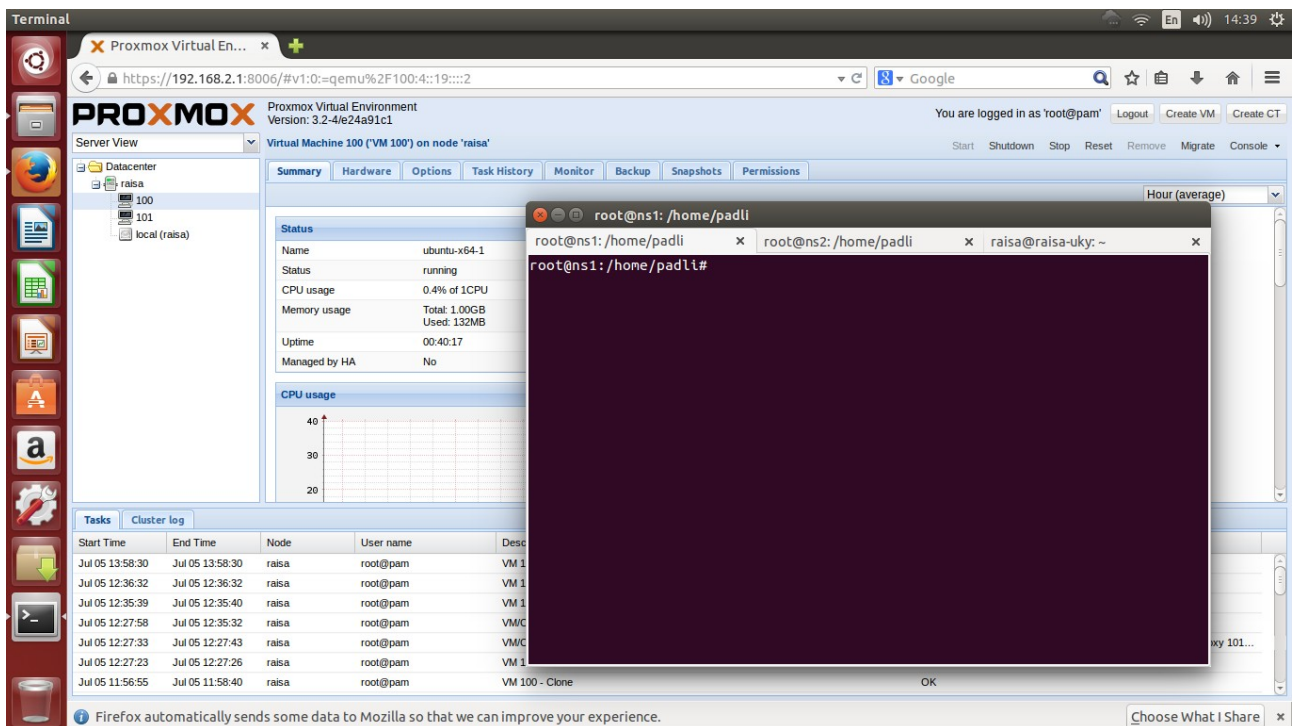 Terminal
En
14:39
Proxmox Virtual En... ×
https://192.168.2.1:8006/#v1:0:=qemu%2F100:4::19::::2
Google
PROXMOX
Proxmox Virtual Environment
Version: 3.2-4/e24a91c1
You are logged in as 'root@pam' Logout Create VM Create CT
Server View
Virtual Machine 100 ('VM 100') on node 'raisa'
Start Shutdown Stop Reset Remove Migrate Console
Datacenter
raisa
100
101
local (raisa)
Summary Hardware Options Task History Monitor Backup Snapshots Permissions
Hour (average)
Status
Name ubuntu-x64-1
Status running
CPU usage 0.4% of 1CPU
Memory usage Total: 1.00GB
Used: 132MB
Uptime 00:40:17
Managed by HA No
CPU usage
40
30
20
root@ns1: /home/padli
root@ns1: /home/padli × root@ns2: /home/padli × raisa@raisa-uky: ~ ×
root@ns1:/home/padli#
Tasks Cluster log
Start Time End Time Node User name Desc
Jul 05 13:58:30 Jul 05 13:58:30 raisa root@pam VM 1
Jul 05 12:36:32 Jul 05 12:36:32 raisa root@pam VM 1
Jul 05 12:35:39 Jul 05 12:35:40 raisa root@pam VM 1
Jul 05 12:27:58 Jul 05 12:35:32 raisa root@pam VM/C
Jul 05 12:27:33 Jul 05 12:27:43 raisa root@pam VM/C oxy 101...
Jul 05 12:27:23 Jul 05 12:27:26 raisa root@pam VM 1
Jul 05 11:56:55 Jul 05 11:58:40 raisa root@pam VM 100 - Clone OK
Firefox automatically sends some data to Mozilla so that we can improve your experience. Choose What I Share ×